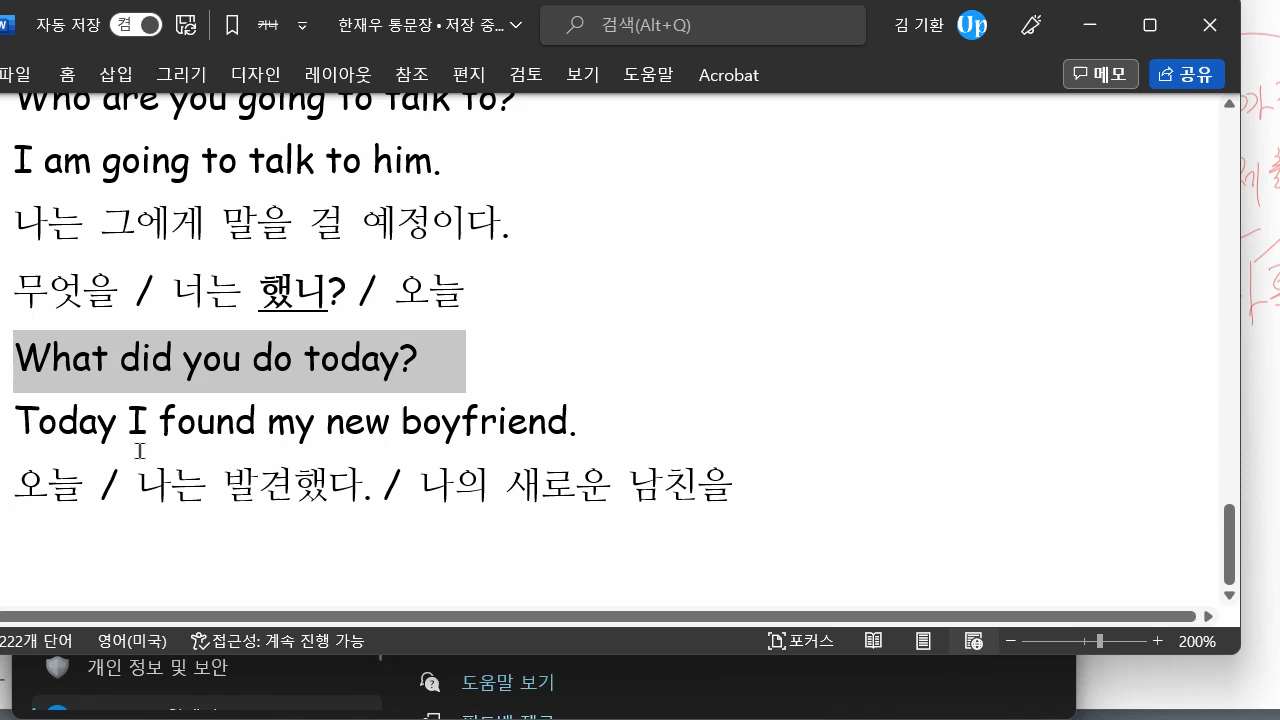 자동 저장 켬 한재우 통문장 • 저장 중... 검색(Alt+Q) 김 기환 Up
파일 홈 삽입 그리기 디자인 레이아웃 참조 편지 검토 보기 도움말 Acrobat 메모 공유
Who are you going to talk to?
I am going to talk to him.
나는 그에게 말을 걸 예정이다.
무엇을 / 너는 했니? / 오늘
What did you do today?
Today I found my new boyfriend.
오늘 / 나는 발견했다. / 나의 새로운 남친을
222개 단어 영어(미국) 접근성: 계속 진행 가능 포커스 200%
개인 정보 및 보안
도움말 보기